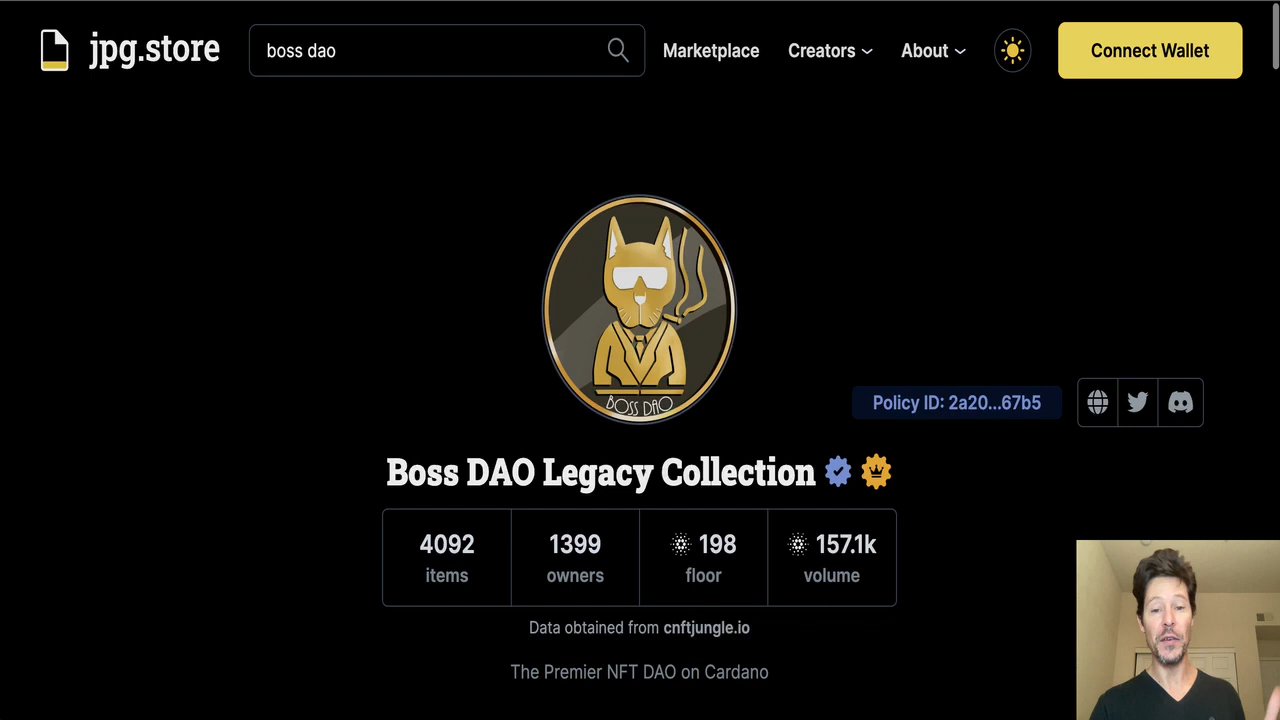 jpg.store
boss dao
Marketplace
Creators
About
Connect Wallet
BOSS DAO
Policy ID: 2a20...67b5
Boss DAO Legacy Collection
4092
items
1399
owners
198
floor
157.1k
volume
Data obtained from cnftjungle.io
The Premier NFT DAO on Cardano